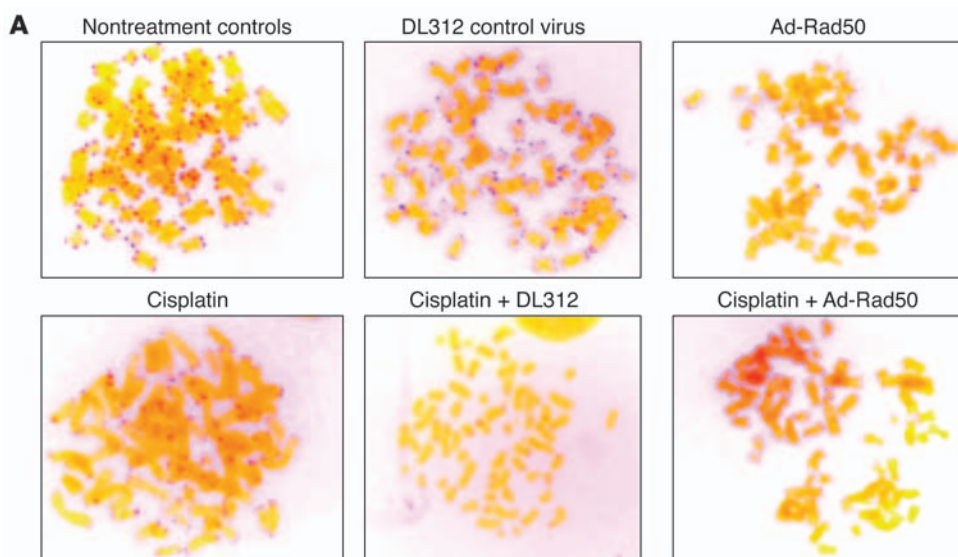 A
Nontreatment controls
DL312 control virus
Ad-Rad50
Cisplatin
Cisplatin + DL312
Cisplatin + Ad-Rad50